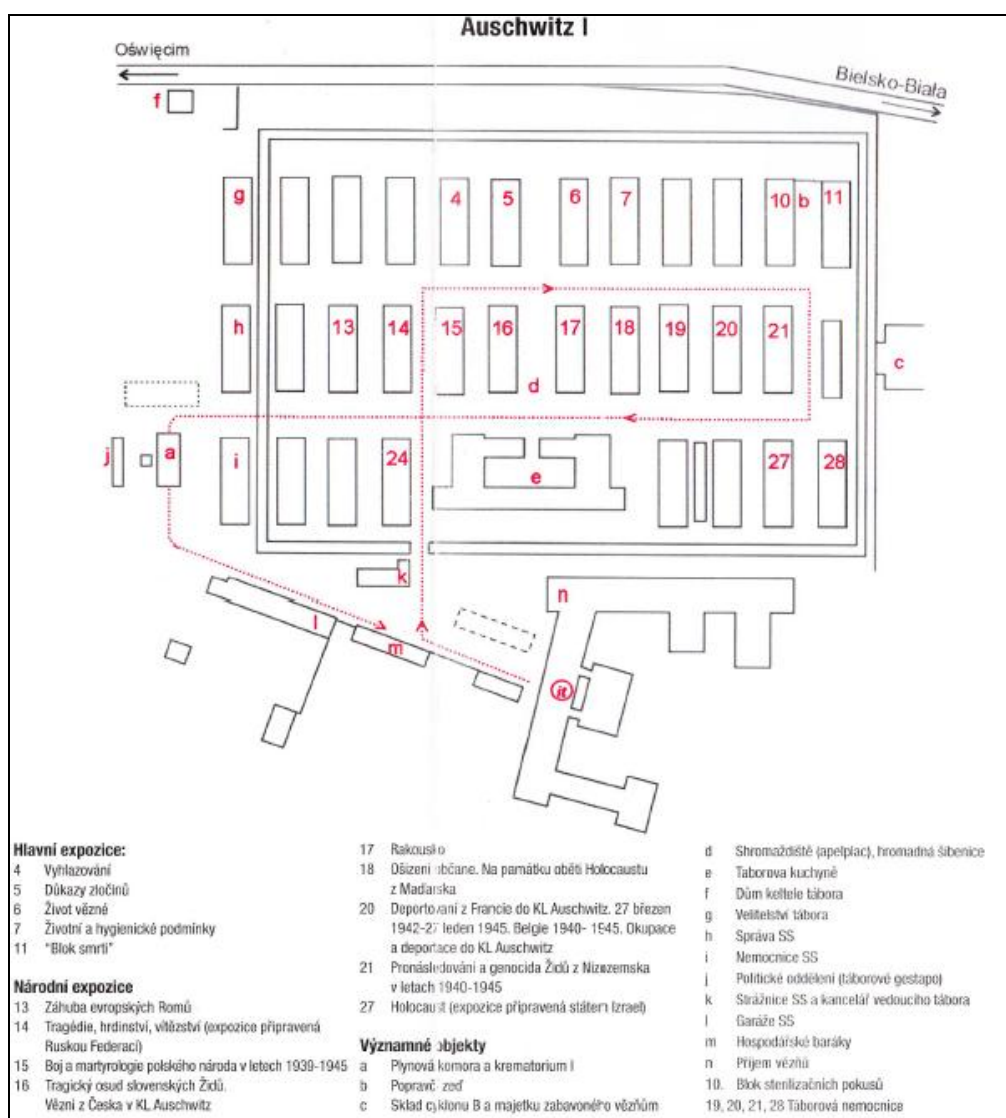 Auschwitz I
Oświęcim
Bielsko-Biała
f
g
4
5
6
7
10
b
11
h
13
14
15
16
17
18
19
20
21
c
d
j
a
i
24
e
27
28
k
n
l
m
it
Hlavní expozice:
4 Vyhlazování
5 Důkazy zločinů
6 Život vězně
7 Životní a hygienické podmínky
11 "Blok smrti"
Národní expozice
13 Záhuba evropských Romů
14 Tragédie, hrdinství, vítězství (expozice připravená
Ruskou Federací)
15 Boj a martyrologie polského národa v letech 1939-1945
16 Tragický osud slovenských Židů.
Vězni z Česka v KL Auschwitz
17 Rakousko
18 Ošizení občane. Na památku obětí Holocaustu
z Maďarska
20 Deportovaní z Francie do KL Auschwitz. 27 březen
1942-27 leden 1945. Belgie 1940- 1945. Okupace
a deportace do KL Auschwitz
21 Pronásledování a genocida Židů z Nizozemska
v letech 1940-1945
27 Holocaust (expozice připravená státem Izrael)
Významné objekty
a Plynová komora a krematorium I
b Popravčí zeď
c Sklad cyklonu B a majetku zabavoného vězňům
d Shromaždiště (apelplac), hromadná šibenice
e Taborova kuchyně
f Dům keltele tábora
g Velitelství tábora
h Správa SS
i Nemocnice SS
j Politické oddělení (táborové gestapo)
k Strážnice SS a kancelář vedoucího tábora
l Garáže SS
m Hospodářské baráky
n Příjem vězňů
10. Blok sterilizačních pokusů
19, 20, 21, 28 Táborová nemocnice